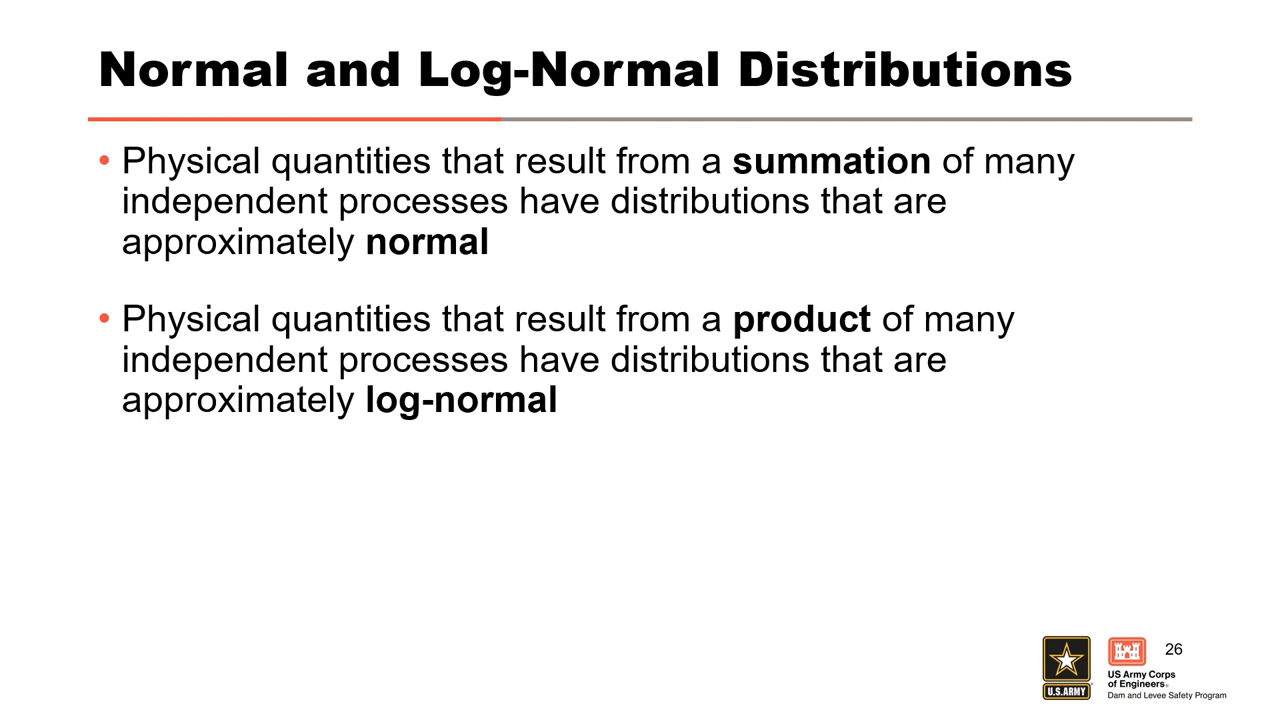 Normal and Log-Normal Distributions
• Physical quantities that result from a summation of many
independent processes have distributions that are
approximately normal
• Physical quantities that result from a product of many
independent processes have distributions that are
approximately log-normal
26
U.S.ARMY
US Army Corps
of Engineers®
Dam and Levee Safety Program